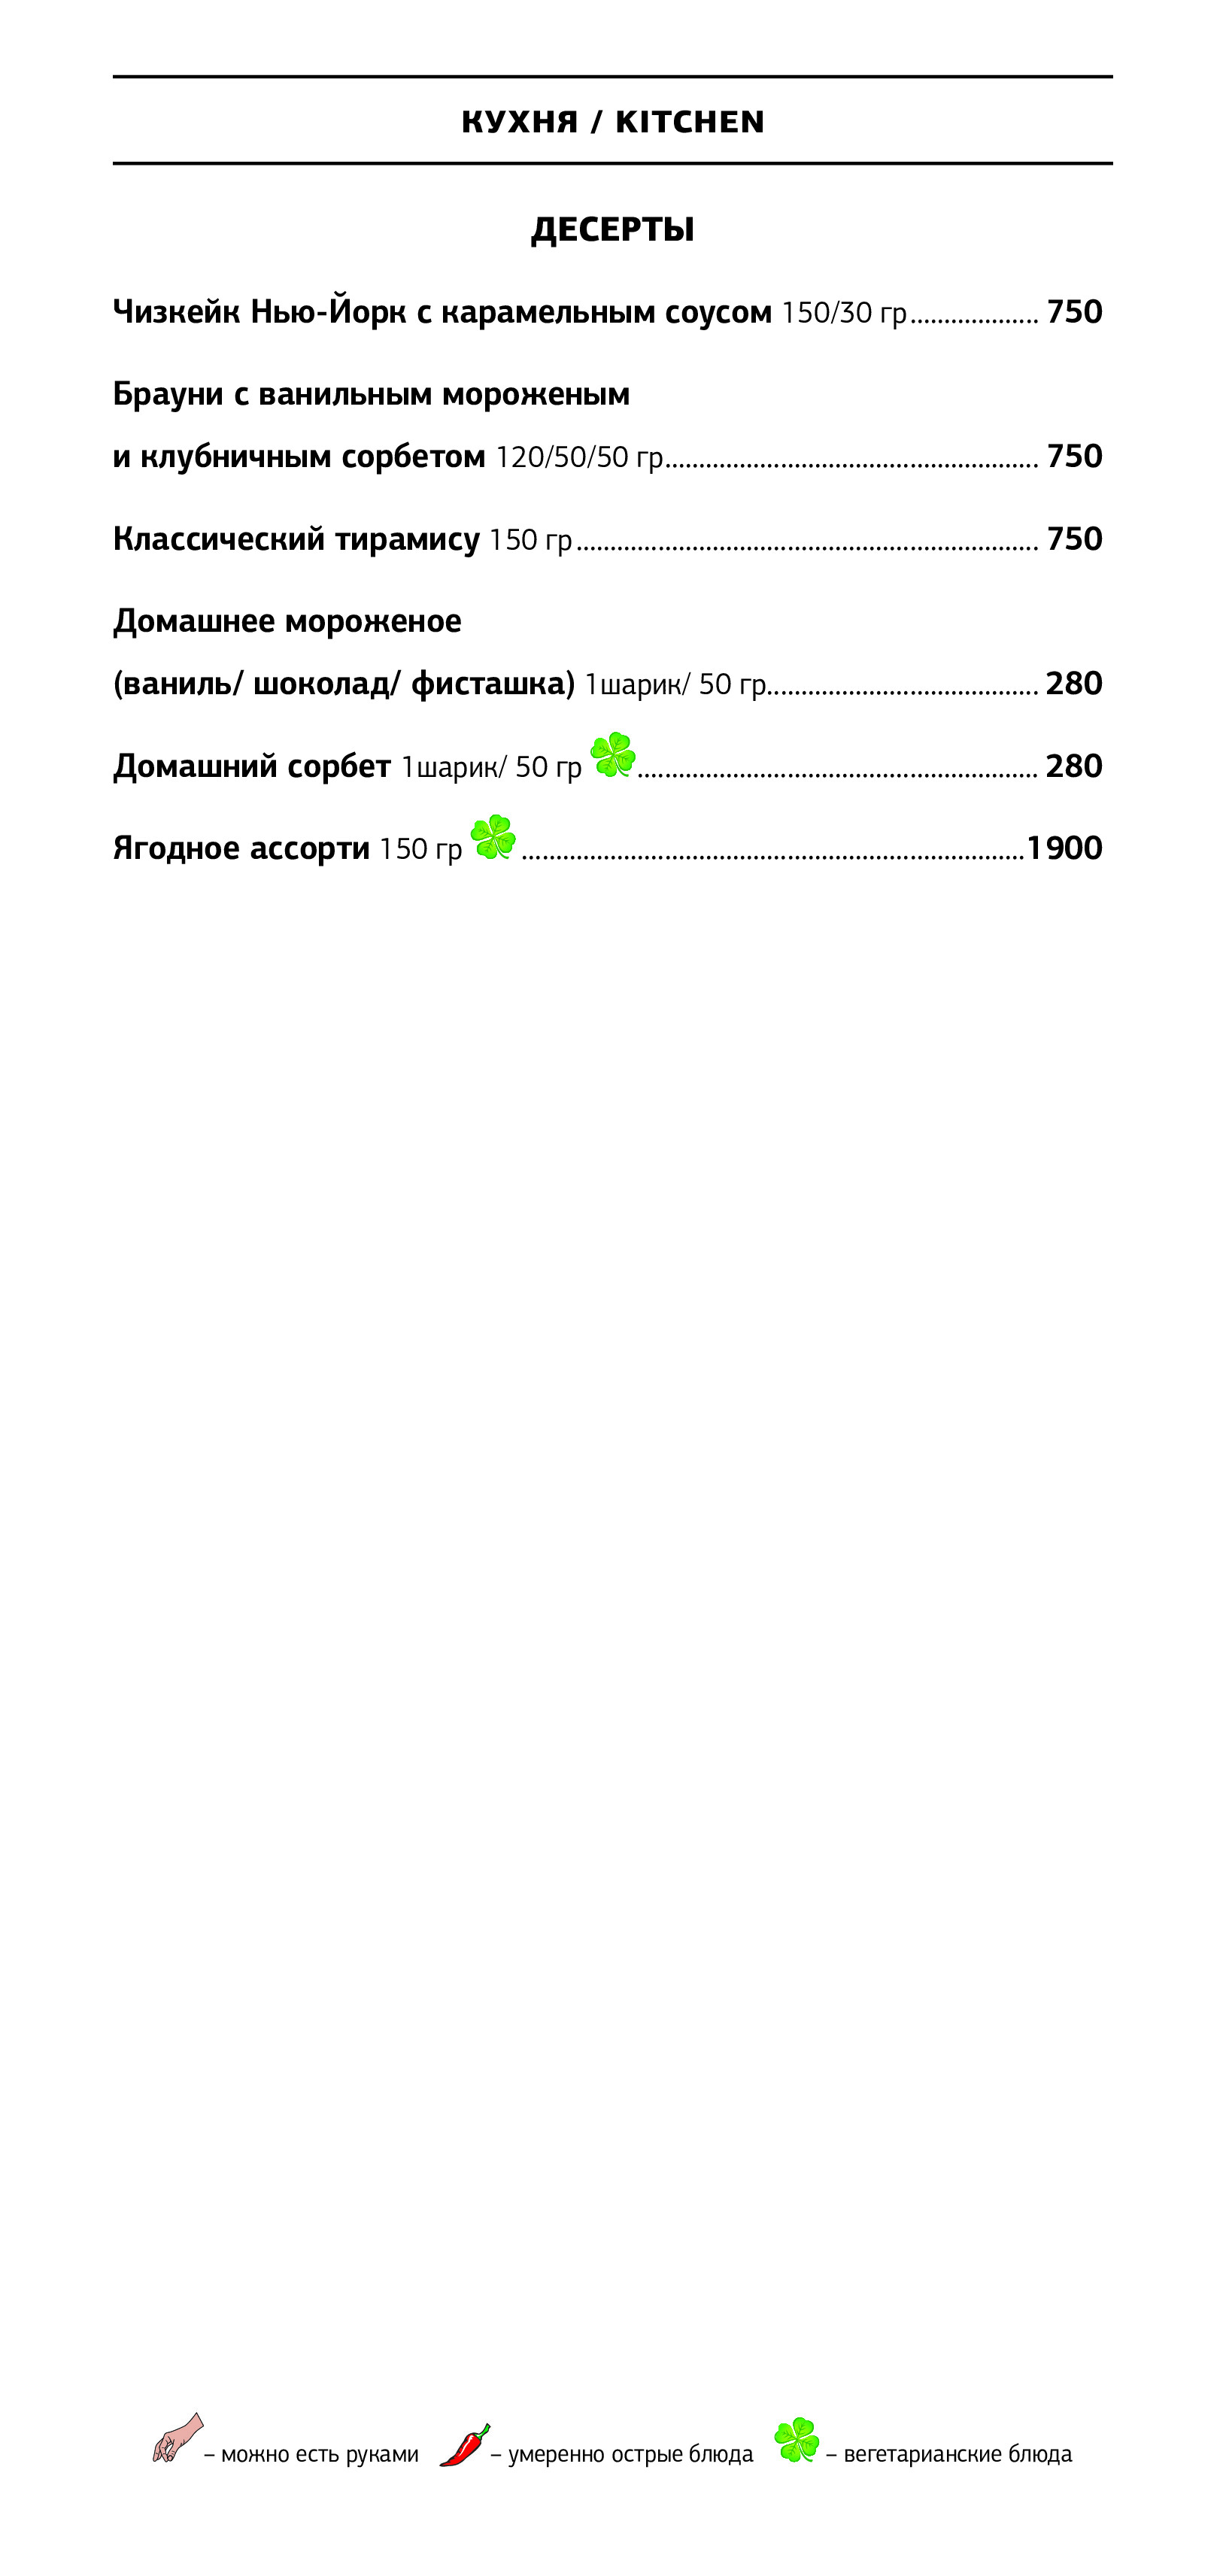 КУХНЯ / KITCHEN
ДЕСЕРТЫ
Чизкейк Нью-Йорк с карамельным соусом 150/30 гр................... 750
Брауни с ванильным мороженым
и клубничным сорбетом 120/50/50 гр....................................................... 750
Классический тирамису 150 гр.................................................................... 750
Домашнее мороженое
(ваниль/ шоколад/ фисташка) 1шарик/ 50 гр........................................ 280
Домашний сорбет 1шарик/ 50 гр ........................................................... 280
Ягодное ассорти 150 гр ..........................................................................1900
– можно есть руками – умеренно острые блюда – вегетарианские блюда